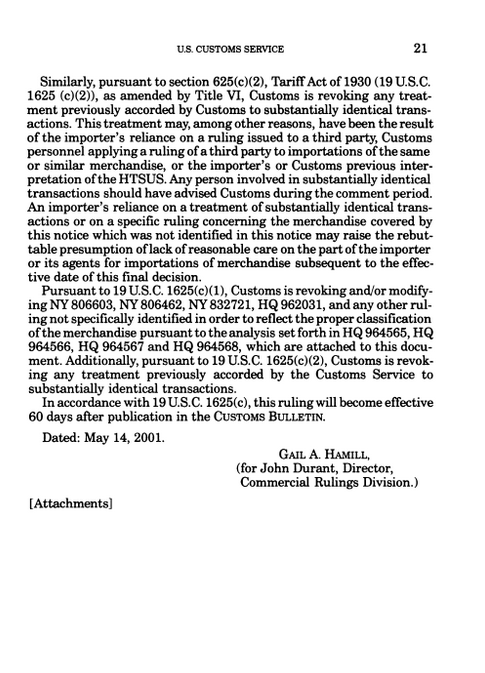 U.S. CUSTOMS SERVICE 21
Similarly, pursuant to section 625(c)(2), Tariff Act of 1930 (19 U.S.C.
1625 (c)(2)), as amended by Title VI, Customs is revoking any treat-
ment previously accorded by Customs to substantially identical trans-
actions. This treatment may, among other reasons, have been the result
of the importer's reliance on a ruling issued to a third party, Customs
personnel applying a ruling of a third party to importations of the same
or similar merchandise, or the importer's or Customs previous inter-
pretation of the HTSUS. Any person involved in substantially identical
transactions should have advised Customs during the comment period.
An importer's reliance on a treatment of substantially identical trans-
actions or on a specific ruling concerning the merchandise covered by
this notice which was not identified in this notice may raise the rebut-
table presumption of lack of reasonable care on the part of the importer
or its agents for importations of merchandise subsequent to the effec-
tive date of this final decision.
Pursuant to 19 U.S.C. 1625(c)(1), Customs is revoking and/or modify-
ing NY 806603, NY 806462, NY 832721, HQ 962031, and any other rul-
ing not specifically identified in order to reflect the proper classification
of the merchandise pursuant to the analysis set forth in HQ 964565, HQ
964566, HQ 964567 and HQ 964568, which are attached to this docu-
ment. Additionally, pursuant to 19 U.S.C. 1625(c)(2), Customs is revok-
ing any treatment previously accorded by the Customs Service to
substantially identical transactions.
In accordance with 19 U.S.C. 1625(c), this ruling will become effective
60 days after publication in the CUSTOMS BULLETIN.
Dated: May 14, 2001.
GAIL A. HAMILL,
(for John Durant, Director,
Commercial Rulings Division.)
[Attachments]